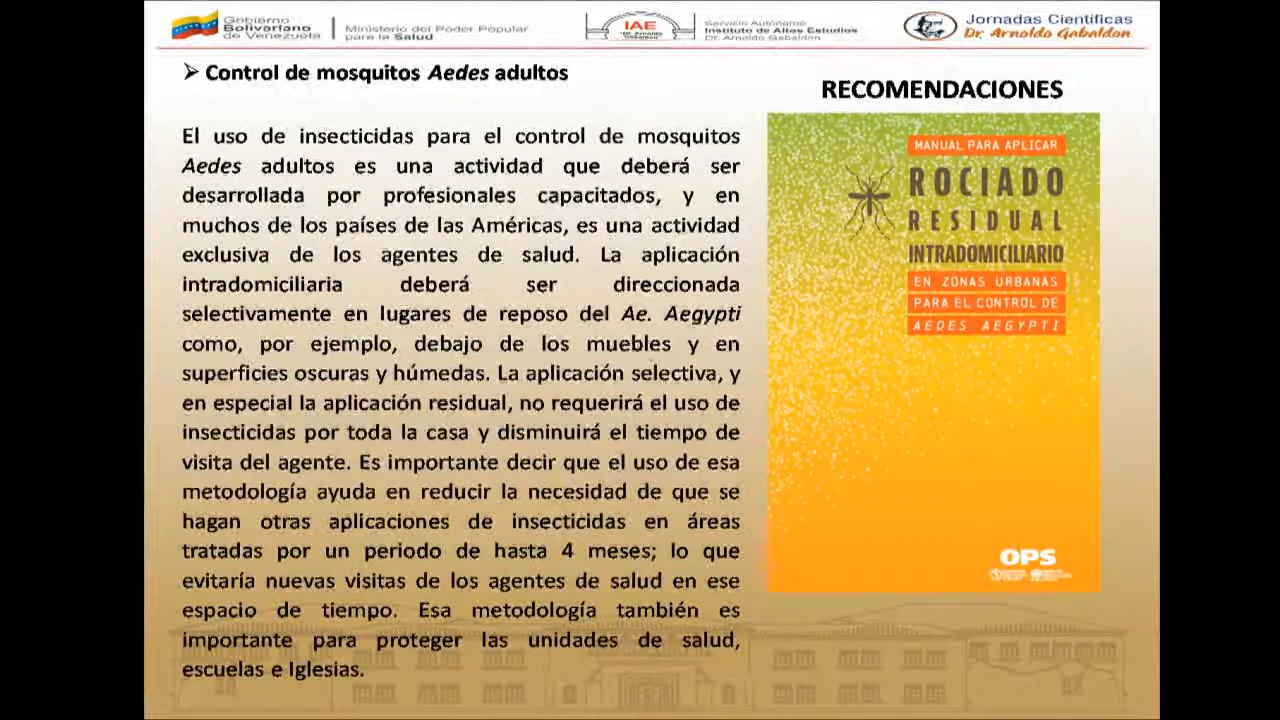 Gobierno
Bolivariano
de Venezuela
Ministerio del Poder Popular
para la Salud
IAE
Servicio Autónomo
Instituto de Altos Estudios
Dr. Arnoldo Gabaldon
Jornadas Científicas
Dr. Arnoldo Gabaldon
➢ Control de mosquitos Aedes adultos
El uso de insecticidas para el control de mosquitos
Aedes adultos es una actividad que deberá ser
desarrollada por profesionales capacitados, y en
muchos de los países de las Américas, es una actividad
exclusiva de los agentes de salud. La aplicación
intradomiciliaria deberá ser direccionada
selectivamente en lugares de reposo del Ae. Aegypti
como, por ejemplo, debajo de los muebles y en
superficies oscuras y húmedas. La aplicación selectiva, y
en especial la aplicación residual, no requerirá el uso de
insecticidas por toda la casa y disminuirá el tiempo de
visita del agente. Es importante decir que el uso de esa
metodología ayuda en reducir la necesidad de que se
hagan otras aplicaciones de insecticidas en áreas
tratadas por un periodo de hasta 4 meses; lo que
evitaría nuevas visitas de los agentes de salud en ese
espacio de tiempo. Esa metodología también es
importante para proteger las unidades de salud,
escuelas e Iglesias.
RECOMENDACIONES
MANUAL PARA APLICAR
ROCIADO
RESIDUAL
INTRADOMICILIARIO
EN ZONAS URBANAS
PARA EL CONTROL DE
AEDES AEGYPTI
OPS